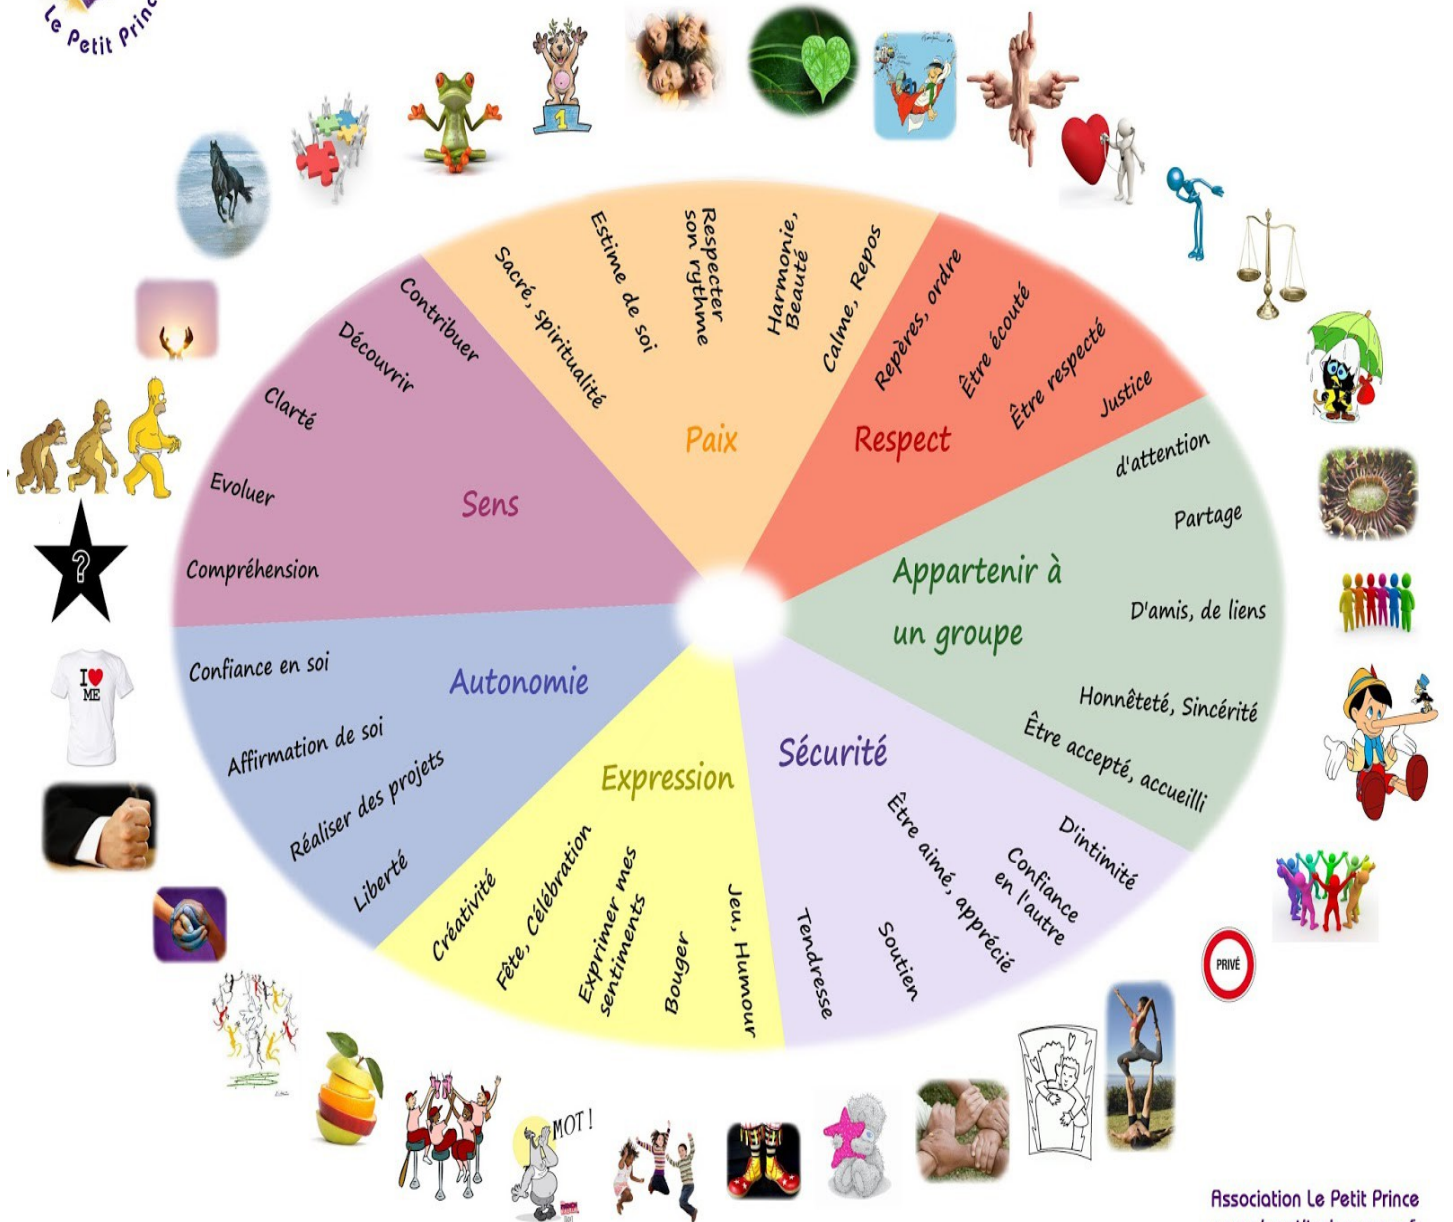 Le Petit Prince
Paix
Sacré, spiritualité
Estime de soi
Respecter
son rythme
Harmonie,
Beauté
Calme, Repos
Respect
Repères, ordre
Être écouté
Être respecté
Justice
Appartenir à
un groupe
d'attention
Partage
D'amis, de liens
Honnêteté, Sincérité
Être accepté, accueilli
Sécurité
D'intimité
Confiance
en l'autre
Être aimé, apprécié
Soutien
Tendresse
Expression
Jeu, Humour
Bouger
Exprimer mes
sentiments
Fête, Célébration
Créativité
Autonomie
Liberté
Réaliser des projets
Affirmation de soi
Confiance en soi
Sens
Compréhension
Evoluer
Clarté
Découvrir
Contribuer
1
?
I
ME
PRIVÉ
MOT !
Association Le Petit Prince